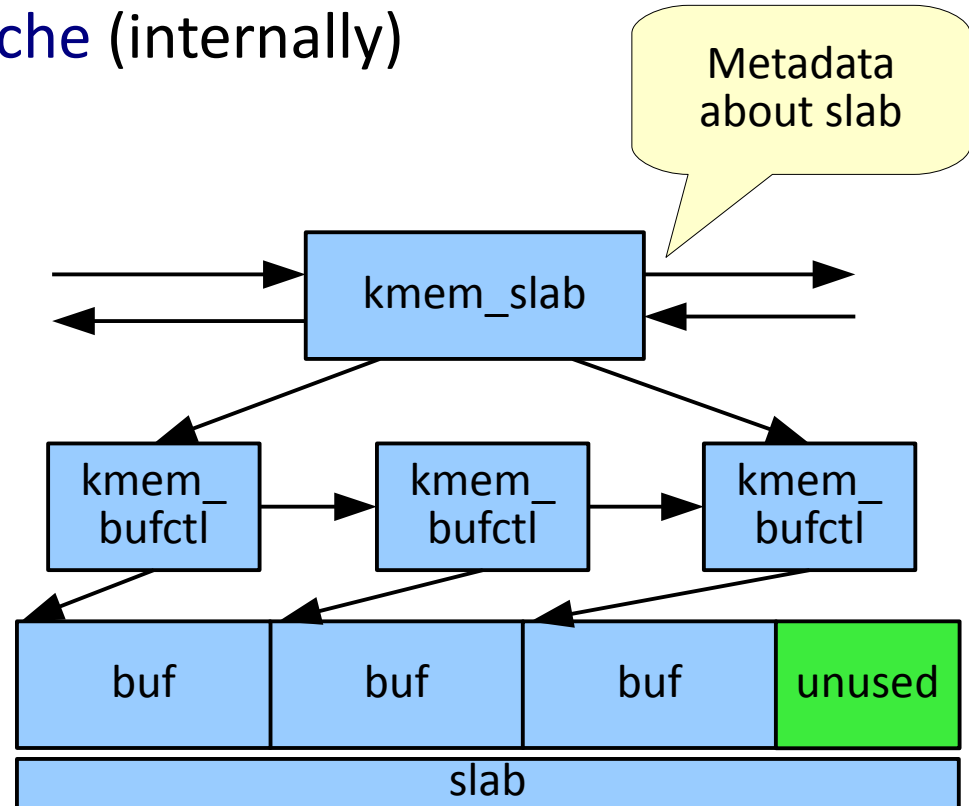 che (internally)
Metadata
about slab
kmem_slab
kmem_
bufctl
kmem_
bufctl
kmem_
bufctl
buf
buf
buf
unused
slab